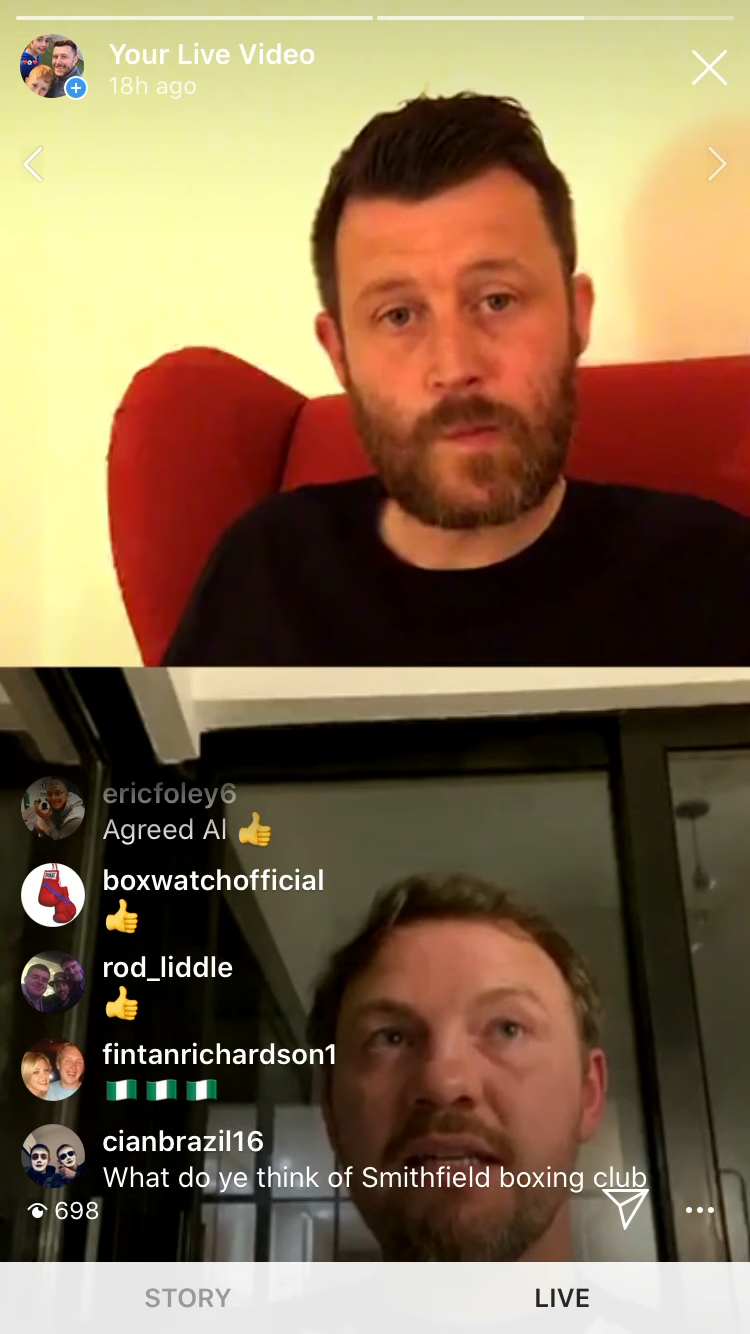 Your Live Video
18h ago
ericfoley6
Agreed Al 👍
boxwatchofficial
👍
rod_liddle
👍
fintanrichardson1
🇳🇬 🇳🇬 🇳🇬
cianbrazil16
What do ye think of Smithfield boxing club
698
STORY
LIVE